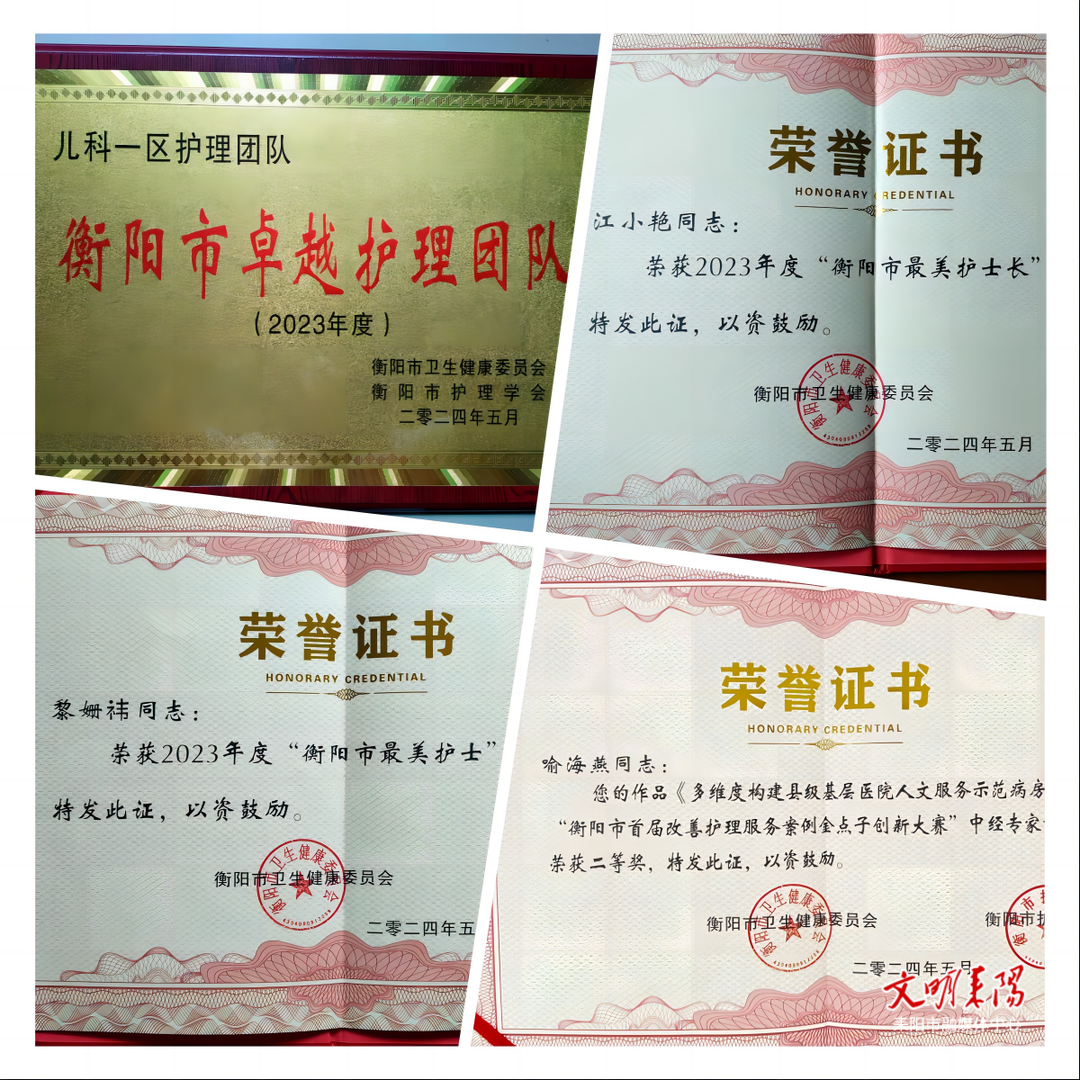 儿科一区护理团队
衡阳市卓越护理团队
（2023年度）
衡阳市卫生健康委员会
衡阳市护理学会
二零二四年五月
荣誉证书
HONORARY CREDENTIAL
江小艳同志：
荣获2023年度“衡阳市最美护士长”
特发此证，以资鼓励。
衡阳市卫生健康委员会
二零二四年五月
荣誉证书
HONORARY CREDENTIAL
黎姗祎同志：
荣获2023年度“衡阳市最美护士”
特发此证，以资鼓励。
衡阳市卫生健康委员会
二零二四年五
荣誉证书
HONORARY CREDENTIAL
喻海燕同志：
您的作品《多维度构建县级基层医院人文服务示范病房
“衡阳市首届改善护理服务案例金点子创新大赛”中经专家
荣获二等奖，特发此证，以资鼓励。
衡阳市卫生健康委员会
衡阳市护
二零二四年五月
文明耒陽
耒阳市融媒体中心